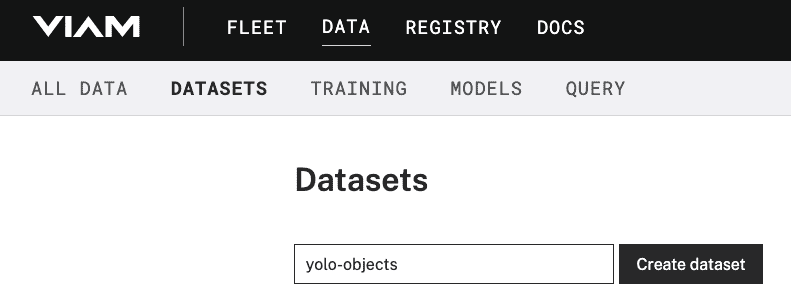 VIAM FLEET DATA REGISTRY DOCS
ALL DATA DATASETS TRAINING MODELS QUERY
Datasets
yolo-objects Create dataset